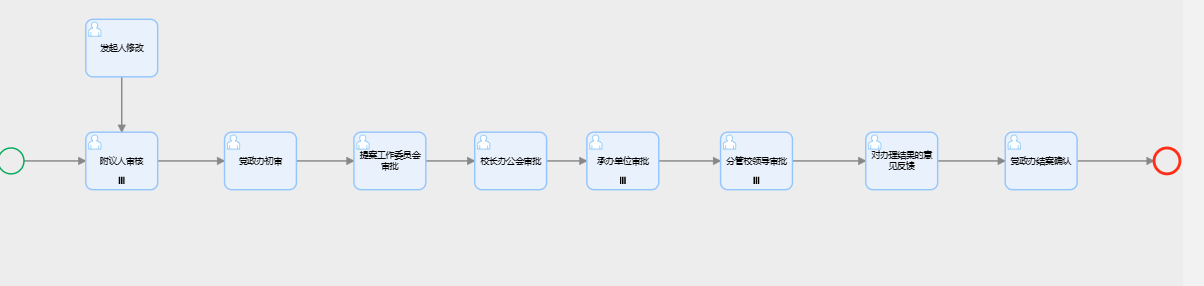 发起人修改
附议人审核
党政办初审
提案工作委员会
审批
校长办公会审批
承办单位审批
分管校领导审批
对办理结果的意
见反馈
党政办结案确认